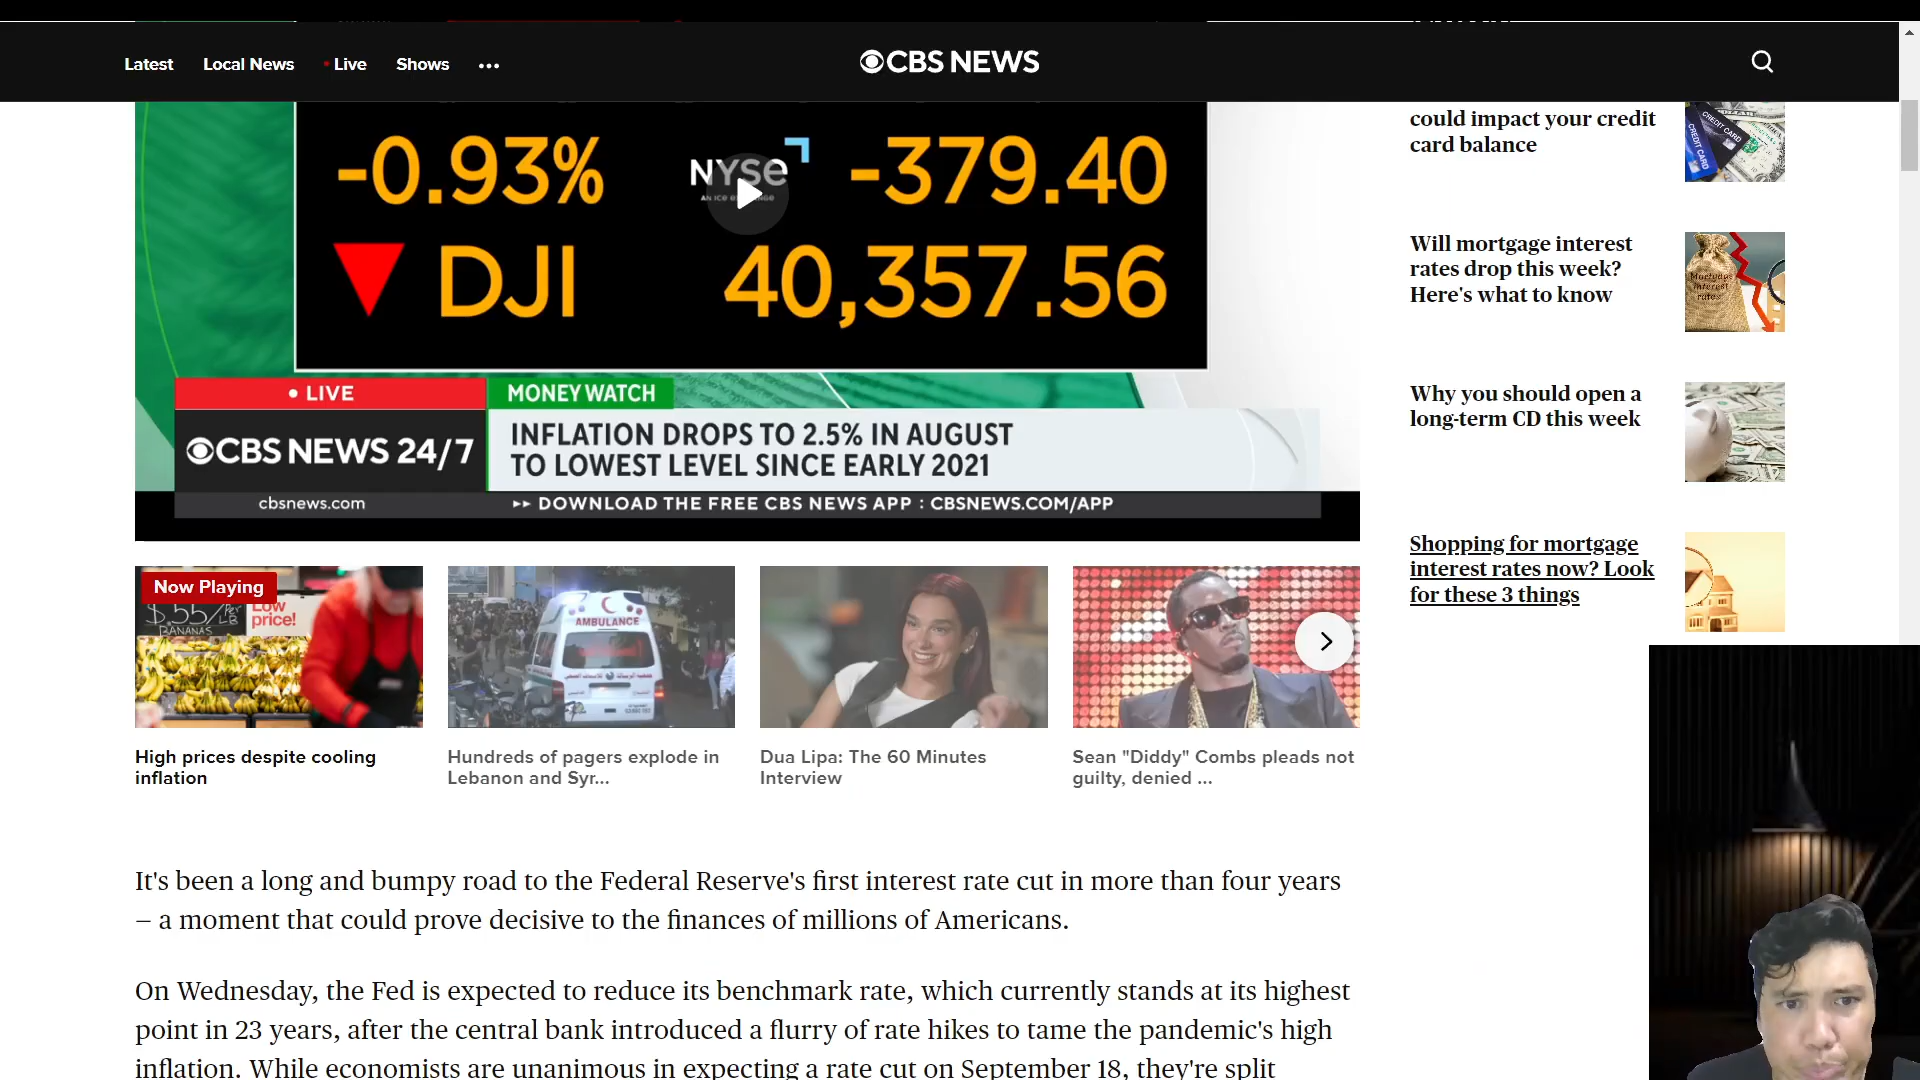 Latest
Local News
Live
Shows
CBS NEWS
-0.93%
NYSE
-379.40
DJI
40,357.56
LIVE
MONEY WATCH
CBS NEWS 24/7
INFLATION DROPS TO 2.5% IN AUGUST
TO LOWEST LEVEL SINCE EARLY 2021
cbsnews.com
DOWNLOAD THE FREE CBS NEWS APP : CBSNEWS.COM/APP
could impact your credit
card balance
CREDIT CARD
CREDIT CARD
Will mortgage interest
rates drop this week?
Here's what to know
Mortgage
interest
rates
Why you should open a
long-term CD this week
Shopping for mortgage
interest rates now? Look
for these 3 things
Now Playing
$.55/LB
BANANAS
Low
price!
AMBULANCE
High prices despite cooling
inflation
Hundreds of pagers explode in
Lebanon and Syr...
Dua Lipa: The 60 Minutes
Interview
Sean "Diddy" Combs pleads not
guilty, denied ...
It's been a long and bumpy road to the Federal Reserve's first interest rate cut in more than four years
— a moment that could prove decisive to the finances of millions of Americans.
On Wednesday, the Fed is expected to reduce its benchmark rate, which currently stands at its highest
point in 23 years, after the central bank introduced a flurry of rate hikes to tame the pandemic's high
inflation. While economists are unanimous in expecting a rate cut on September 18, they're split